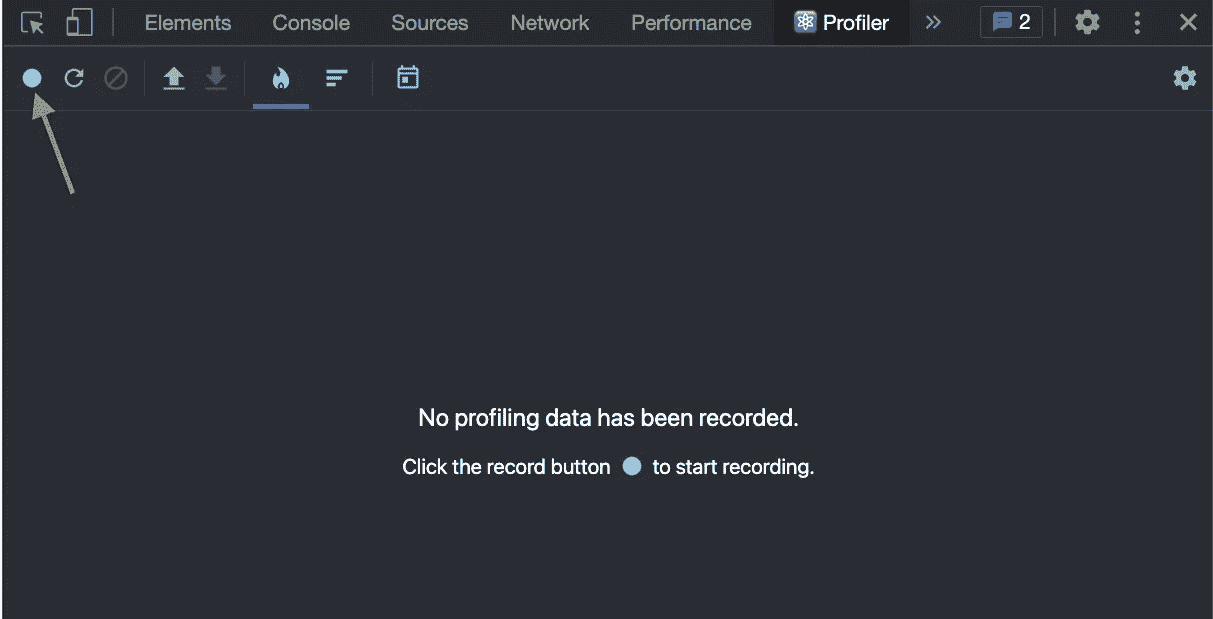 Elements Console Sources Network Performance Profiler 2
No profiling data has been recorded.
Click the record button to start recording.